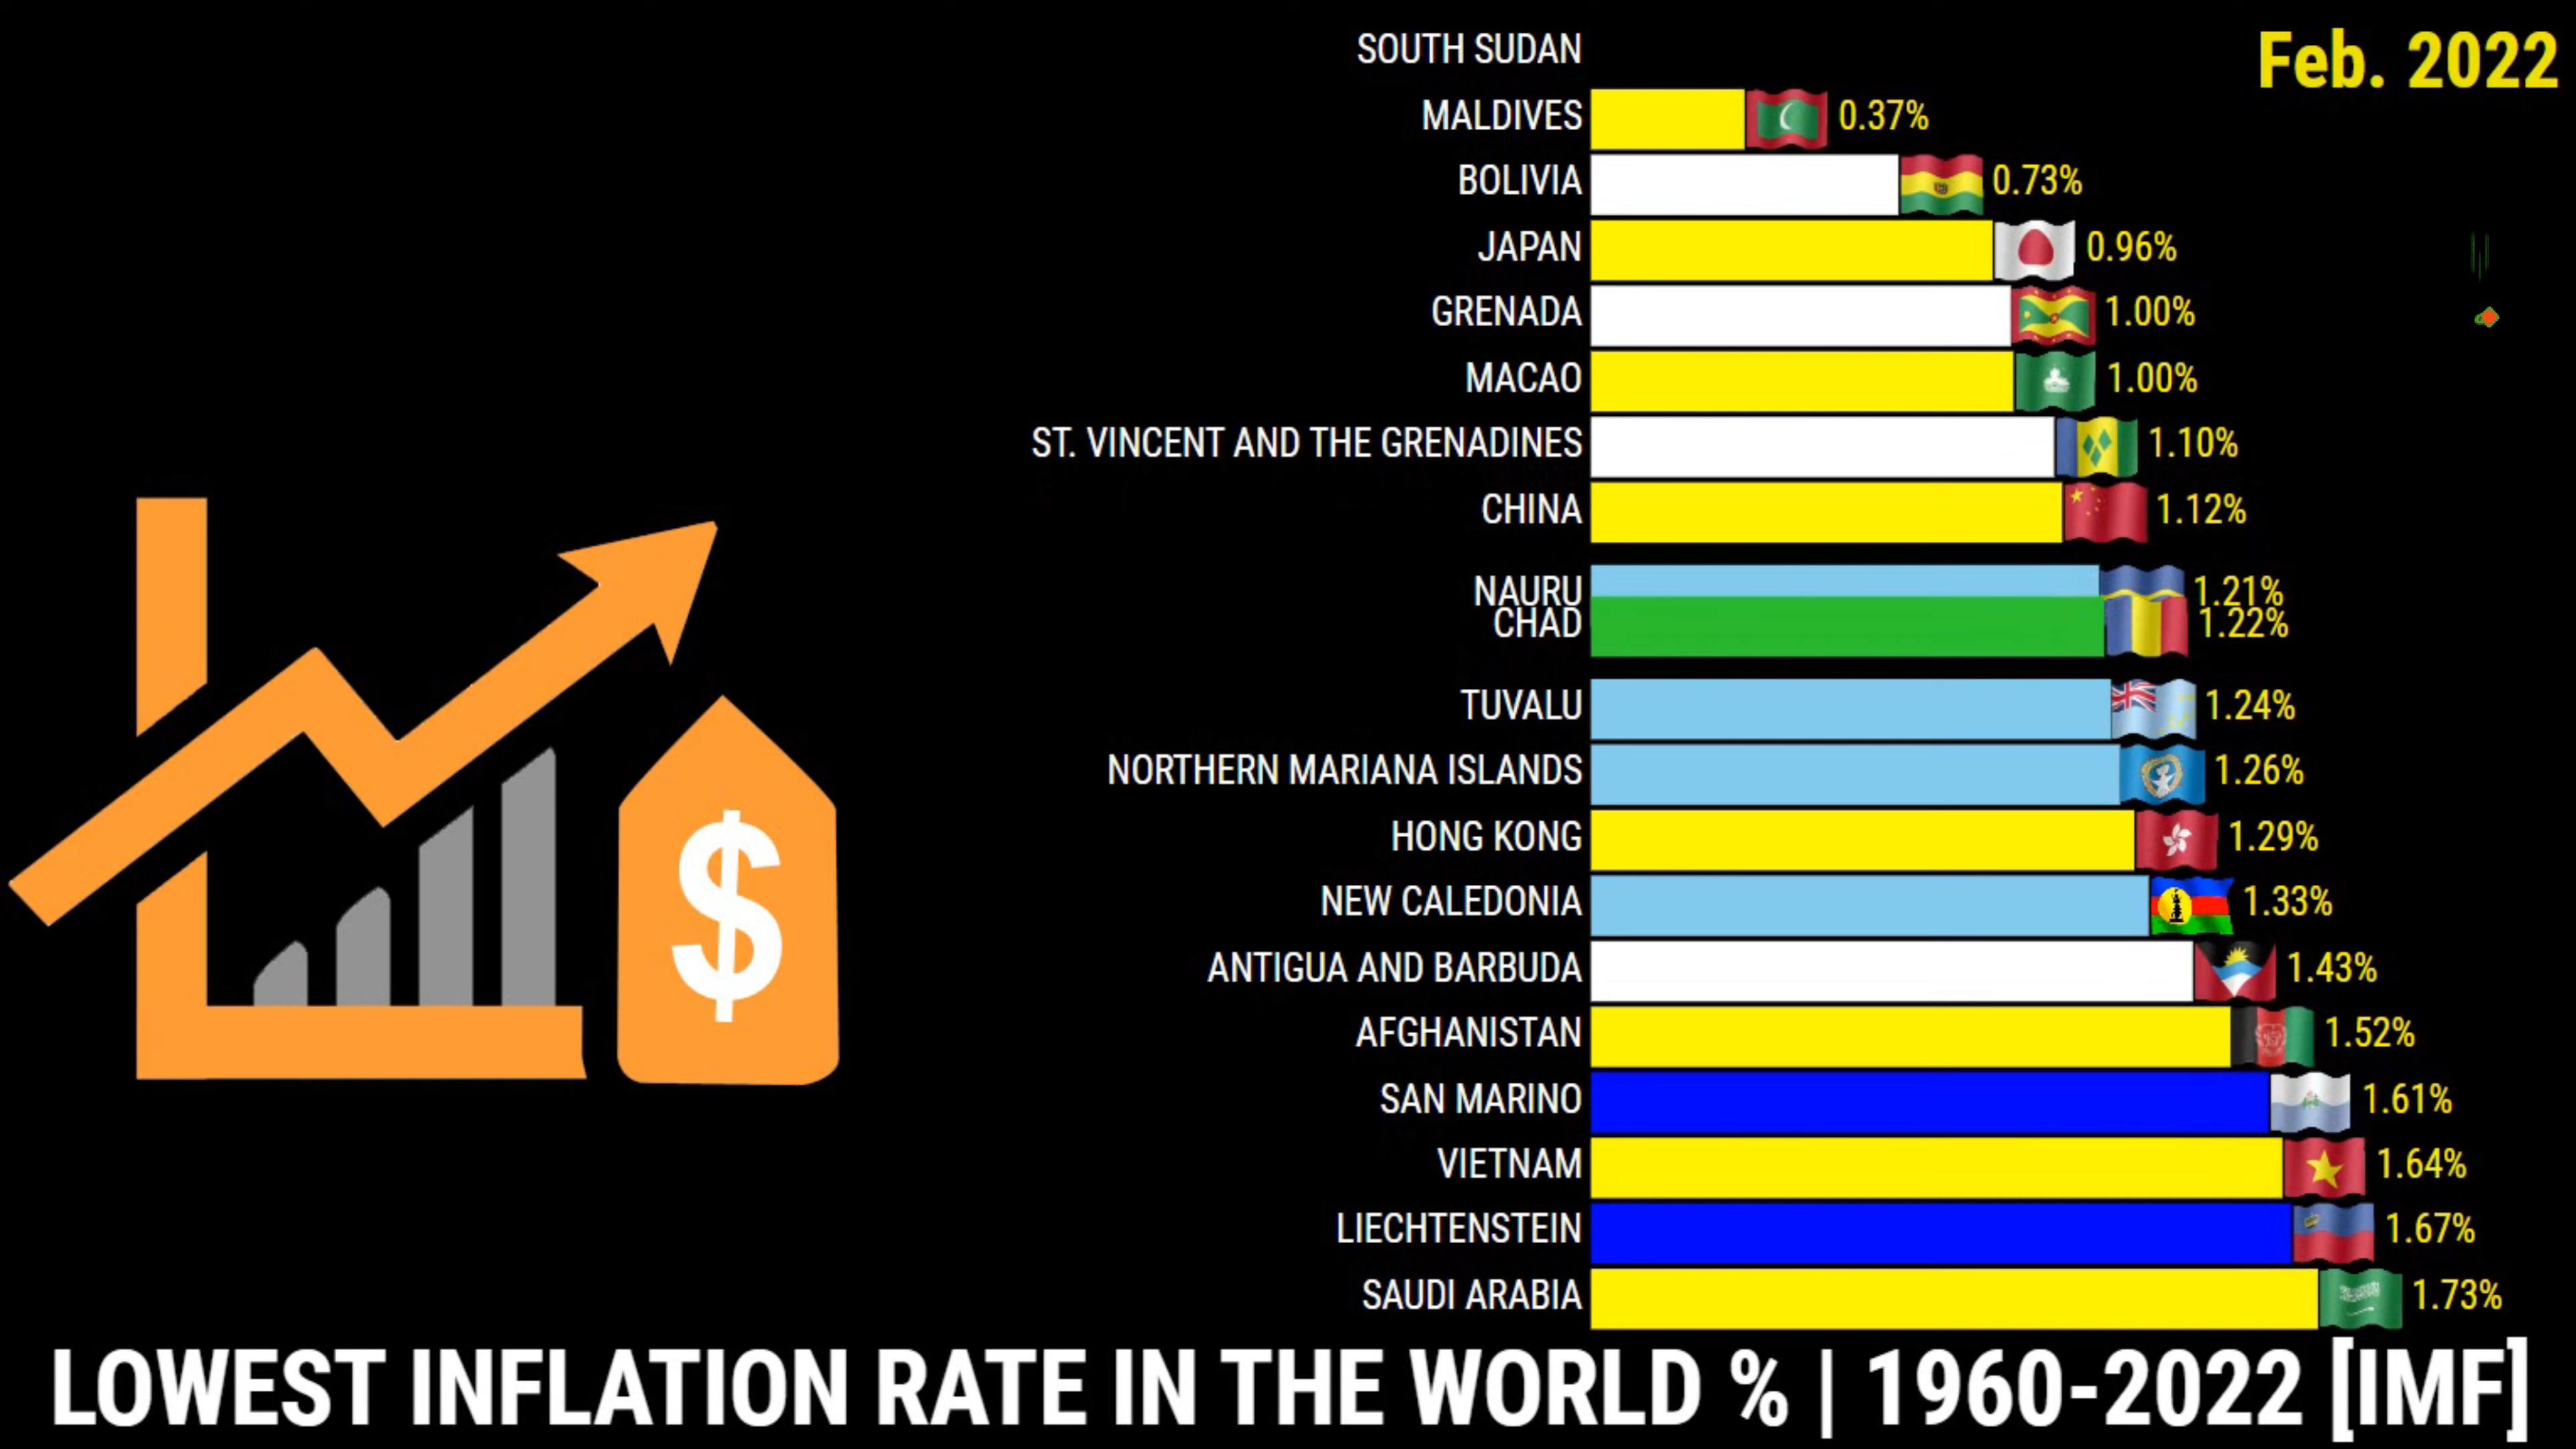 Feb. 2022
SOUTH SUDAN
MALDIVES 0.37%
BOLIVIA 0.73%
JAPAN 0.96%
GRENADA 1.00%
MACAO 1.00%
ST. VINCENT AND THE GRENADINES 1.10%
CHINA 1.12%
NAURU 1.21%
CHAD 1.22%
TUVALU 1.24%
NORTHERN MARIANA ISLANDS 1.26%
HONG KONG 1.29%
NEW CALEDONIA 1.33%
ANTIGUA AND BARBUDA 1.43%
AFGHANISTAN 1.52%
SAN MARINO 1.61%
VIETNAM 1.64%
LIECHTENSTEIN 1.67%
SAUDI ARABIA 1.73%
$
LOWEST INFLATION RATE IN THE WORLD % | 1960-2022 [IMF]